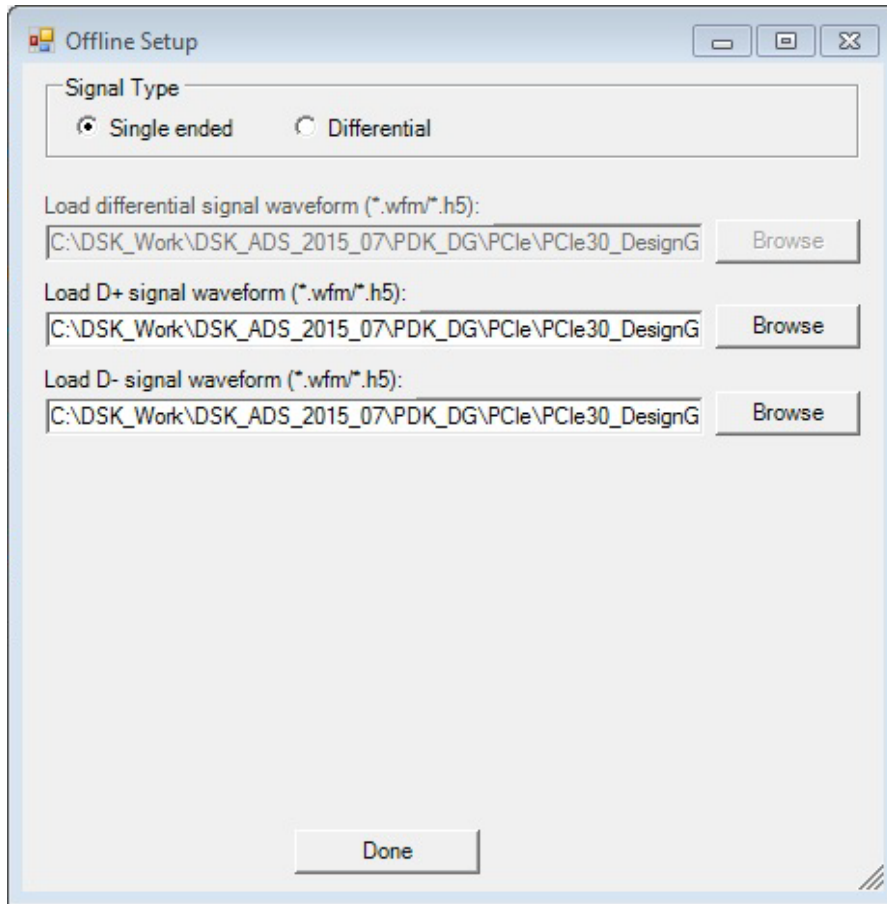 Offline Setup
Signal Type
Single ended Differential
Load differential signal waveform (*.wfm/*.h5):
C:\DSK_Work\DSK_ADS_2015_07\PDK_DG\PCIe\PCIe30_DesignG Browse
Load D+ signal waveform (*.wfm/*.h5):
C:\DSK_Work\DSK_ADS_2015_07\PDK_DG\PCIe\PCIe30_DesignG Browse
Load D- signal waveform (*.wfm/*.h5):
C:\DSK_Work\DSK_ADS_2015_07\PDK_DG\PCIe\PCIe30_DesignG Browse
Done